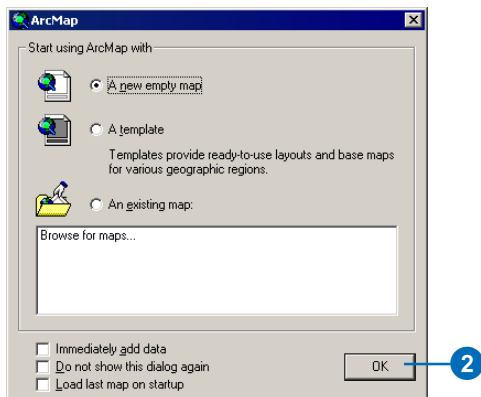 ArcMap
Start using ArcMap with
A new empty map
A template
Templates provide ready-to-use layouts and base maps
for various geographic regions.
An existing map:
Browse for maps...
Immediately add data
Do not show this dialog again
Load last map on startup
OK
2